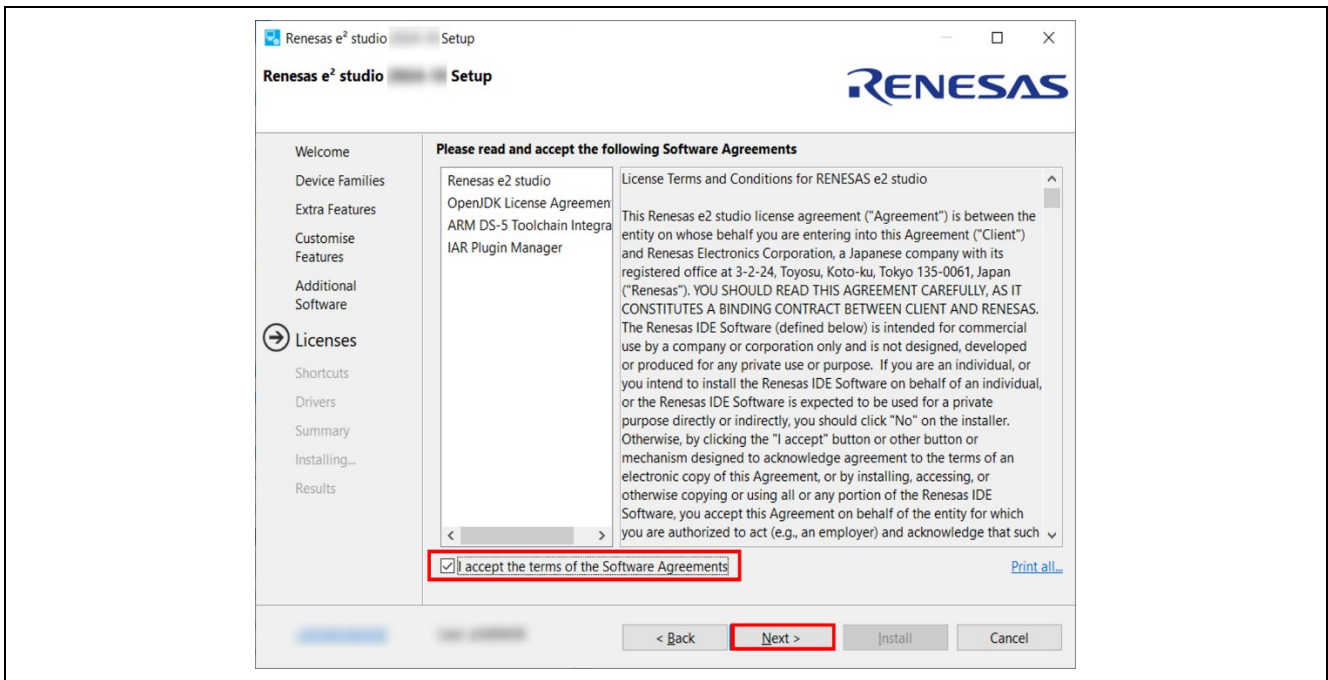 Renesas e² studio Setup
Renesas e² studio Setup
RENESAS
Welcome
Device Families
Extra Features
Customise
Features
Additional
Software
Licenses
Shortcuts
Drivers
Summary
Installing...
Results
Please read and accept the following Software Agreements
Renesas e2 studio
OpenJDK License Agreemen
ARM DS-5 Toolchain Integra
IAR Plugin Manager
License Terms and Conditions for RENESAS e2 studio
This Renesas e2 studio license agreement ("Agreement") is between the
entity on whose behalf you are entering into this Agreement ("Client")
and Renesas Electronics Corporation, a Japanese company with its
registered office at 3-2-24, Toyosu, Koto-ku, Tokyo 135-0061, Japan
("Renesas"). YOU SHOULD READ THIS AGREEMENT CAREFULLY, AS IT
CONSTITUTES A BINDING CONTRACT BETWEEN CLIENT AND RENESAS.
The Renesas IDE Software (defined below) is intended for commercial
use by a company or corporation only and is not designed, developed
or produced for any private use or purpose. If you are an individual, or
you intend to install the Renesas IDE Software on behalf of an individual,
or the Renesas IDE Software is expected to be used for a private
purpose directly or indirectly, you should click "No" on the installer.
Otherwise, by clicking the "I accept" button or other button or
mechanism designed to acknowledge agreement to the terms of an
electronic copy of this Agreement, or by installing, accessing, or
otherwise copying or using all or any portion of the Renesas IDE
Software, you accept this Agreement on behalf of the entity for which
you are authorized to act (e.g., an employer) and acknowledge that such
I accept the terms of the Software Agreements
Print all...
< Back
Next >
Install
Cancel